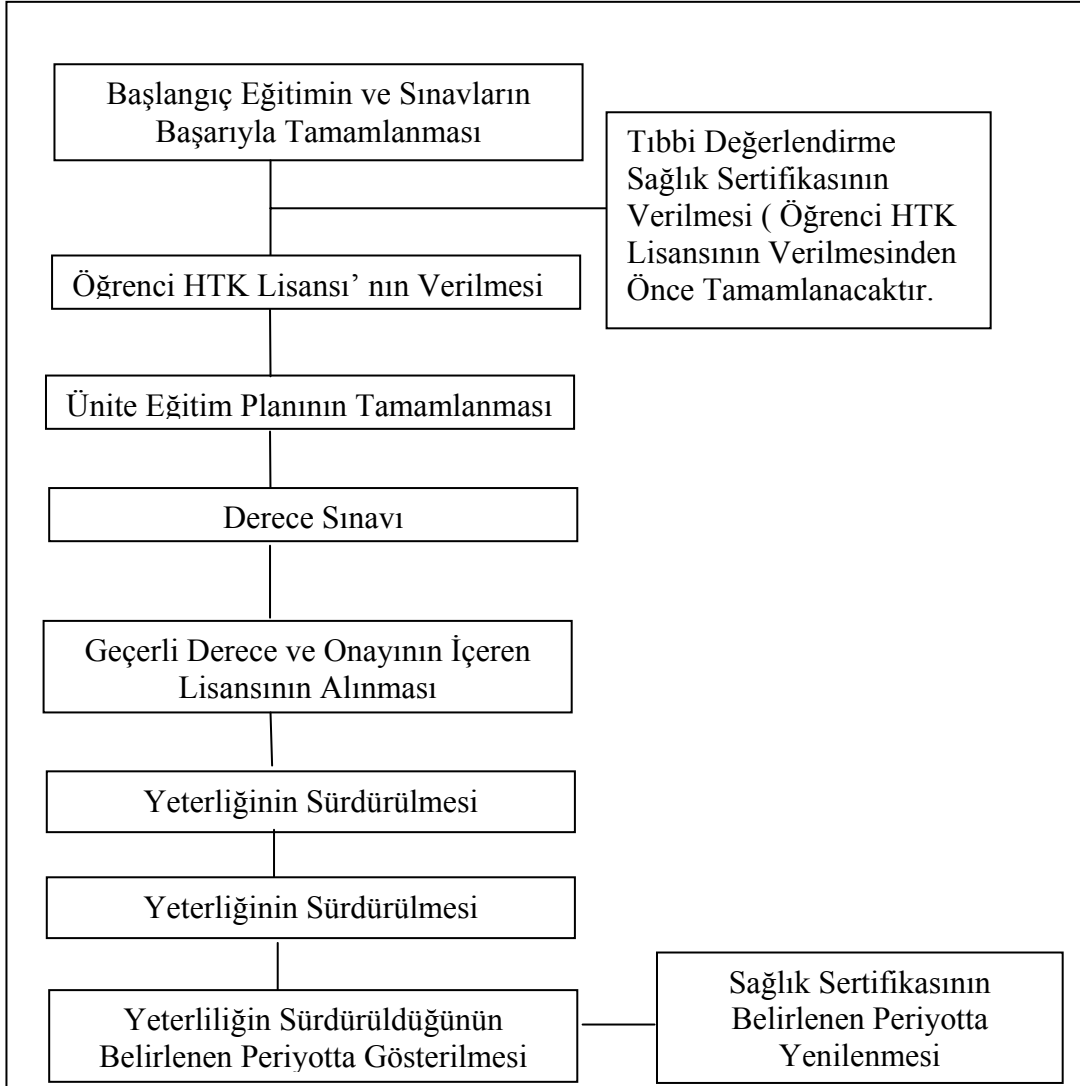 Başlangıç Eğitimin ve Sınavların
Başarıyla Tamamlanması
Tıbbi Değerlendirme
Sağlık Sertifikasının
Verilmesi ( Öğrenci HTK
Lisansının Verilmesinden
Önce Tamamlanacaktır.
Öğrenci HTK Lisansı’ nın Verilmesi
Ünite Eğitim Planının Tamamlanması
Derece Sınavı
Geçerli Derece ve Onayının İçeren
Lisansının Alınması
Yeterliğinin Sürdürülmesi
Yeterliğinin Sürdürülmesi
Yeterliliğin Sürdürüldüğünün
Belirlenen Periyotta Gösterilmesi
Sağlık Sertifikasının
Belirlenen Periyotta
Yenilenmesi